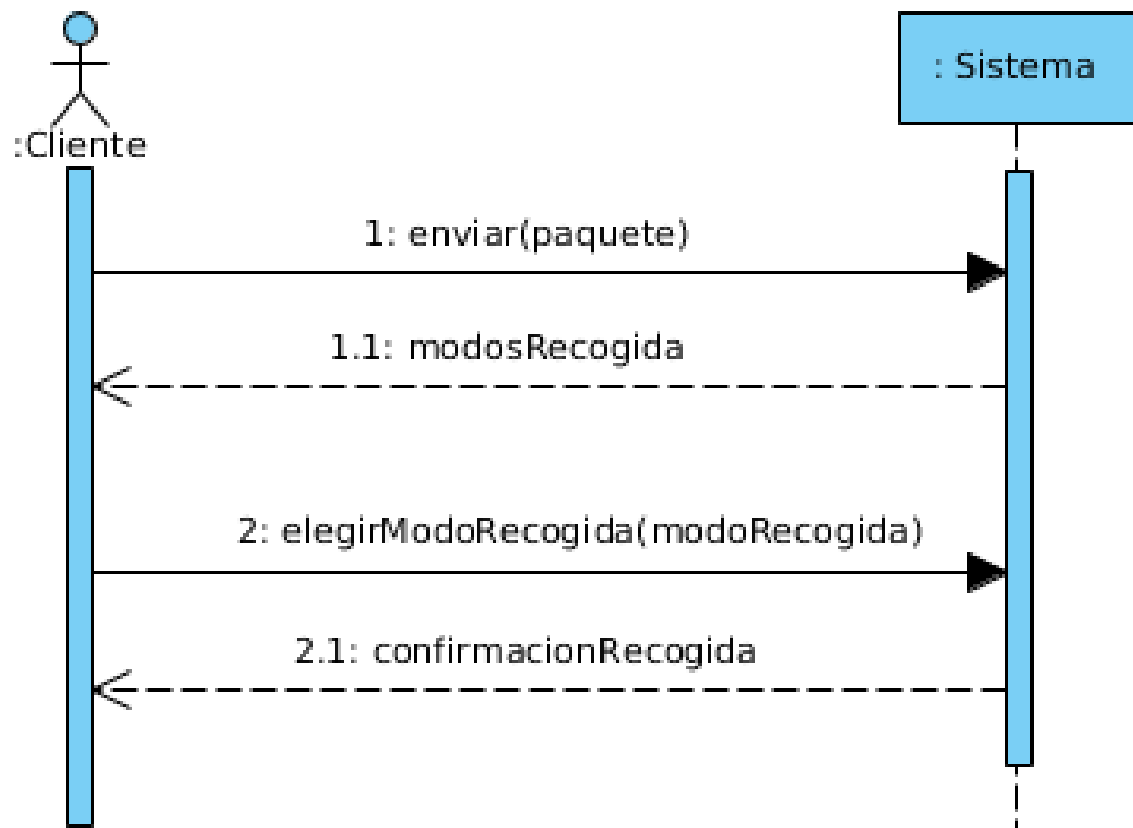 : Sistema
:Cliente
1: enviar(paquete)
1.1: modosRecogida
2: elegirModoRecogida(modoRecogida)
2.1: confirmacionRecogida